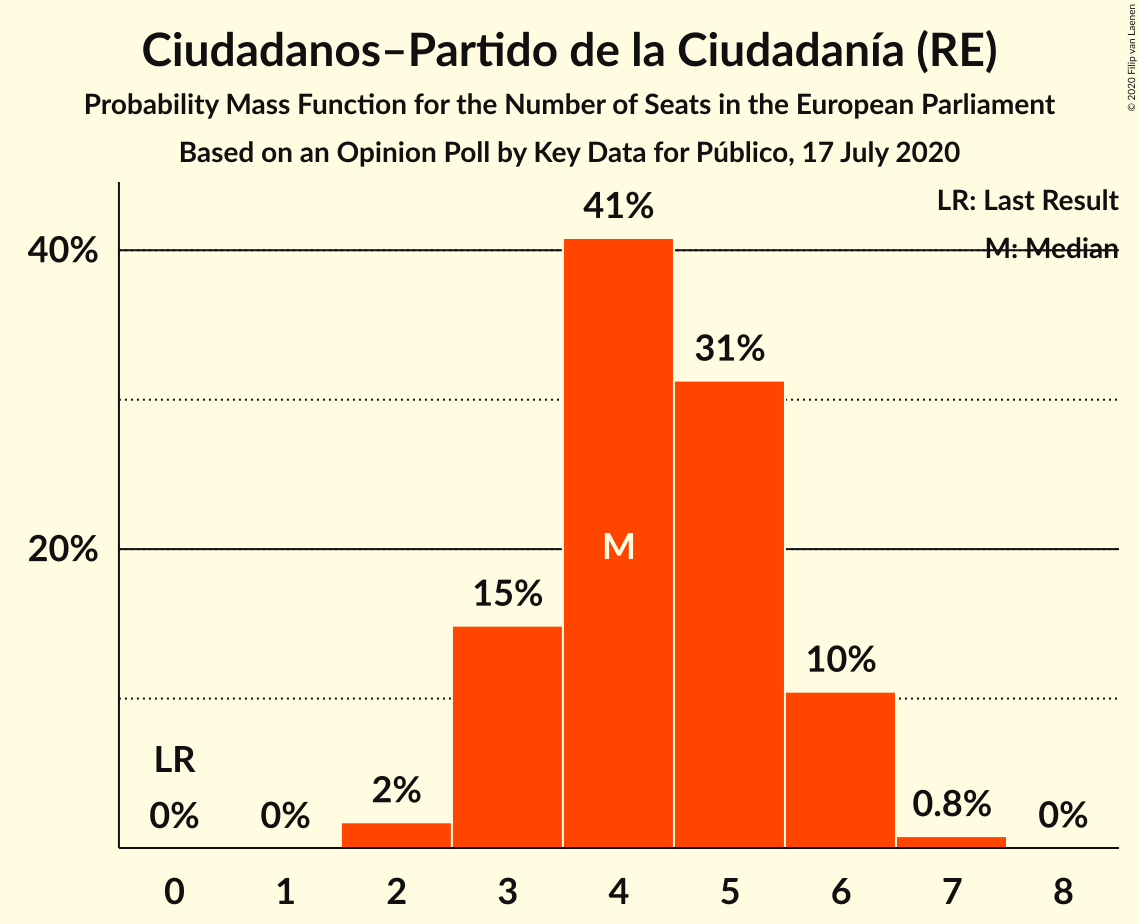 Ciudadanos–Partido de la Ciudadanía (RE)
Probability Mass Function for the Number of Seats in the European Parliament
Based on an Opinion Poll by Key Data for Público, 17 July 2020
© 2020 Filip van Laenen
LR: Last Result
M: Median
40%
20%
41%
31%
15%
10%
2%
0.8%
LR
0%
0%
0%
M
0 1 2 3 4 5 6 7 8